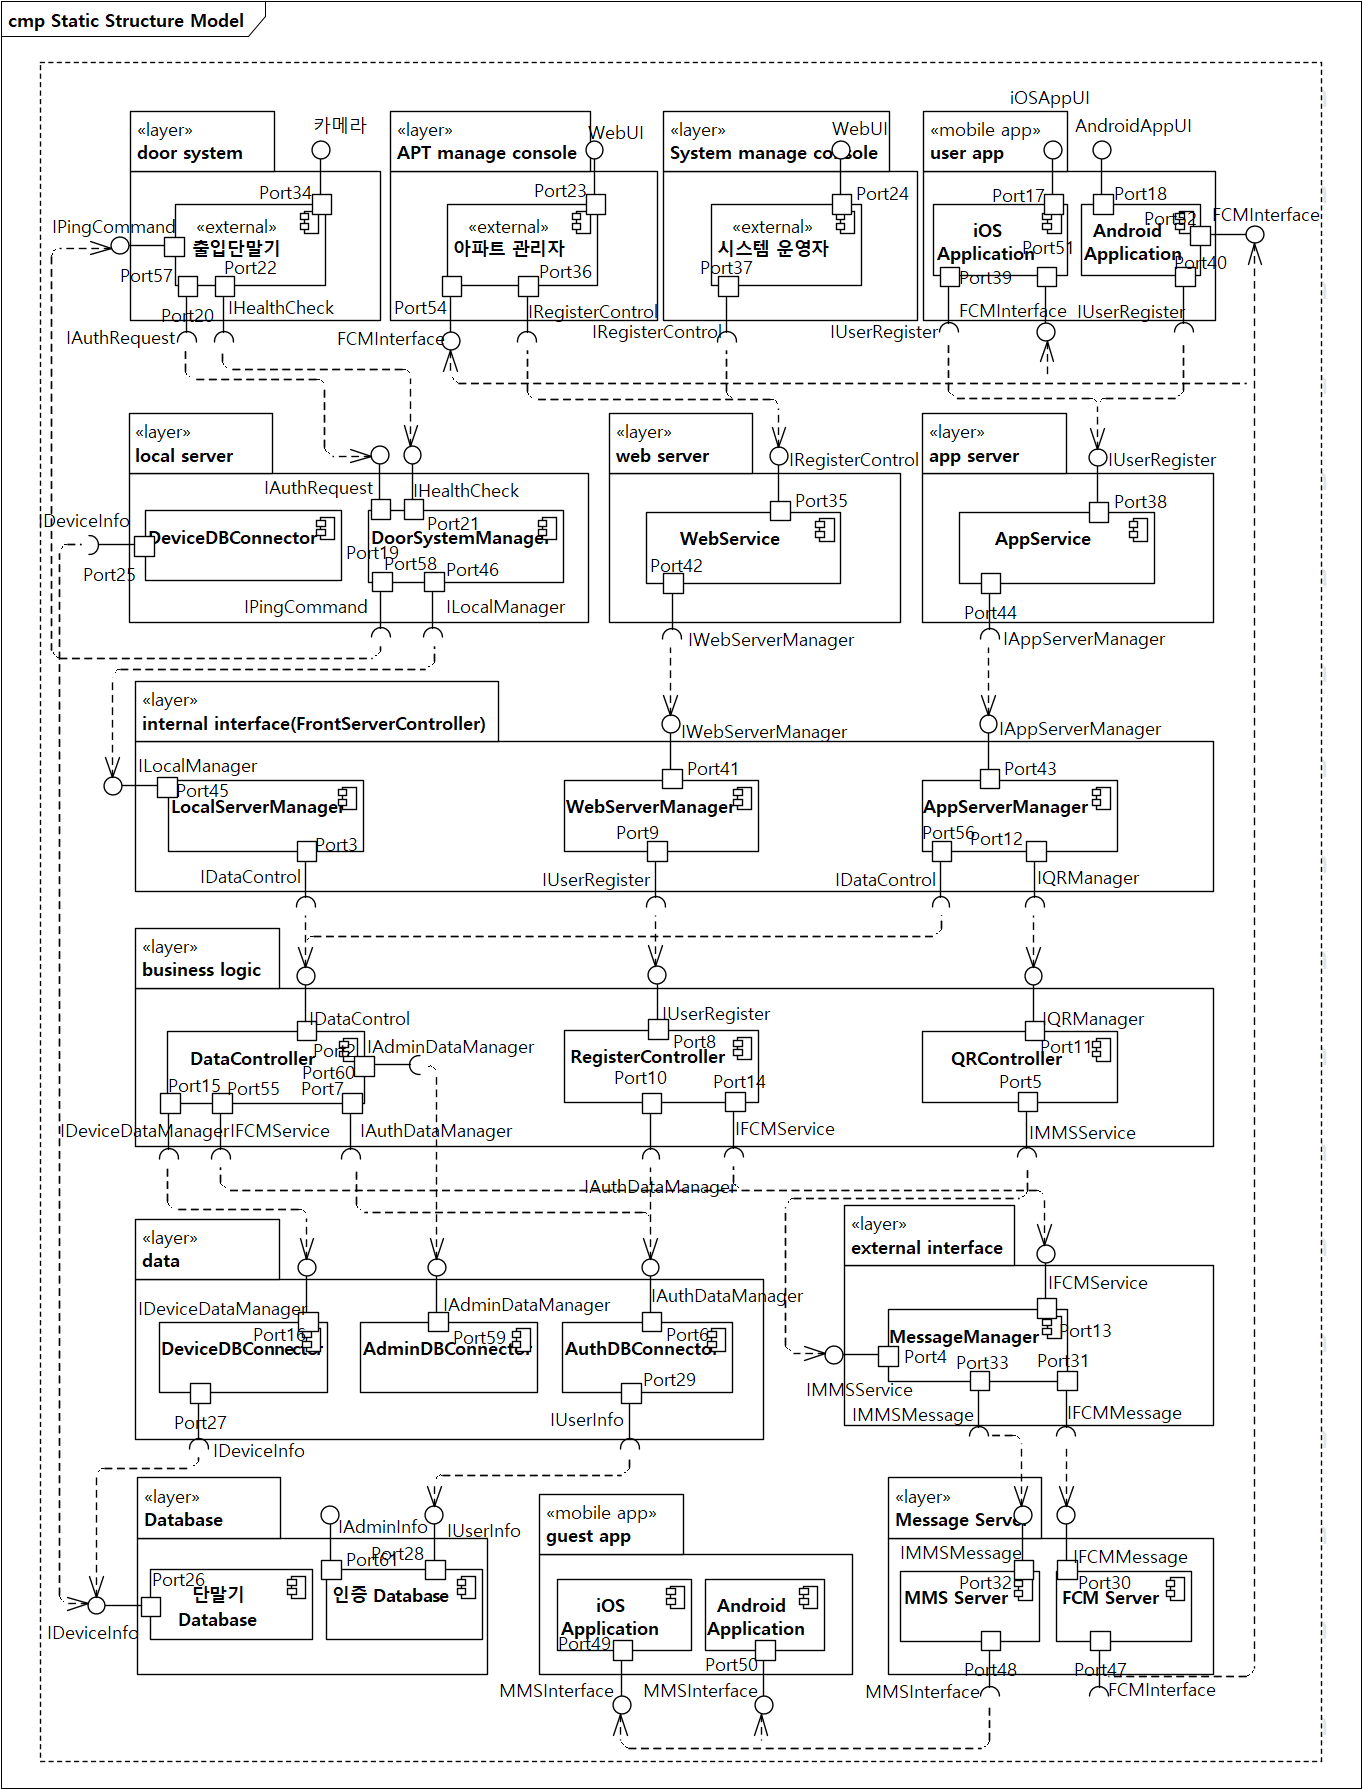 cmp Static Structure Model
iOSAppUI
«layer»
door system
카메라
«layer»
APT manage console
WebUI
«layer»
System manage console
WebUI
«mobile app»
user app
AndroidAppUI
Port34
Port23
Port24
Port17
Port18
IPingCommand
«external»
출입단말기
«external»
아파트 관리자
«external»
시스템 운영자
iOS
Application
Port51
Android
Application
Port52
FCMInterface
Port57
Port22
Port36
Port37
Port39
Port40
IHealthCheck
Port54
IRegisterControl
FCMInterface
IUserRegister
Port20
IAuthRequest
FCMInterface
IRegisterControl
IUserRegister
«layer»
local server
«layer»
web server
«layer»
app server
IRegisterControl
IUserRegister
IAuthRequest
IHealthCheck
Port35
Port38
IDeviceInfo
Port21
DeviceDBConnector
DoorSystemManager
WebService
AppService
Port19
Port58
Port46
Port42
Port25
IPingCommand
ILocalManager
Port44
IWebServerManager
IAppServerManager
«layer»
internal interface(FrontServerController)
IWebServerManager
IAppServerManager
ILocalManager
Port41
Port43
Port45
LocalServerManager
WebServerManager
AppServerManager
Port3
Port9
Port56
Port12
IDataControl
IUserRegister
IDataControl
IQRManager
«layer»
business logic
IDataControl
IUserRegister
IQRManager
Port2
IAdminDataManager
Port8
Port11
DataController
RegisterController
QRController
Port60
Port15
Port55
Port7
Port10
Port14
Port5
IDeviceDataManager
IFCMService
IAuthDataManager
IFCMService
IMMSService
IAuthDataManager
«layer»
data
«layer»
external interface
IFCMService
IDeviceDataManager
IAdminDataManager
IAuthDataManager
Port16
Port59
Port6
Port13
DeviceDBConnector
AdminDBConnector
AuthDBConnector
MessageManager
Port4
Port33
Port31
Port29
IMMSService
Port27
IUserInfo
IMMSMessage
IFCMMessage
IDeviceInfo
«layer»
Database
IAdminInfo
IUserInfo
«mobile app»
guest app
«layer»
Message Server
IMMSMessage
IFCMMessage
Port26
Port61
Port28
Port32
Port30
단말기
Database
인증 Database
iOS
Application
Android
Application
MMS Server
FCM Server
IDeviceInfo
Port49
Port50
Port48
Port47
MMSInterface
MMSInterface
MMSInterface
FCMInterface